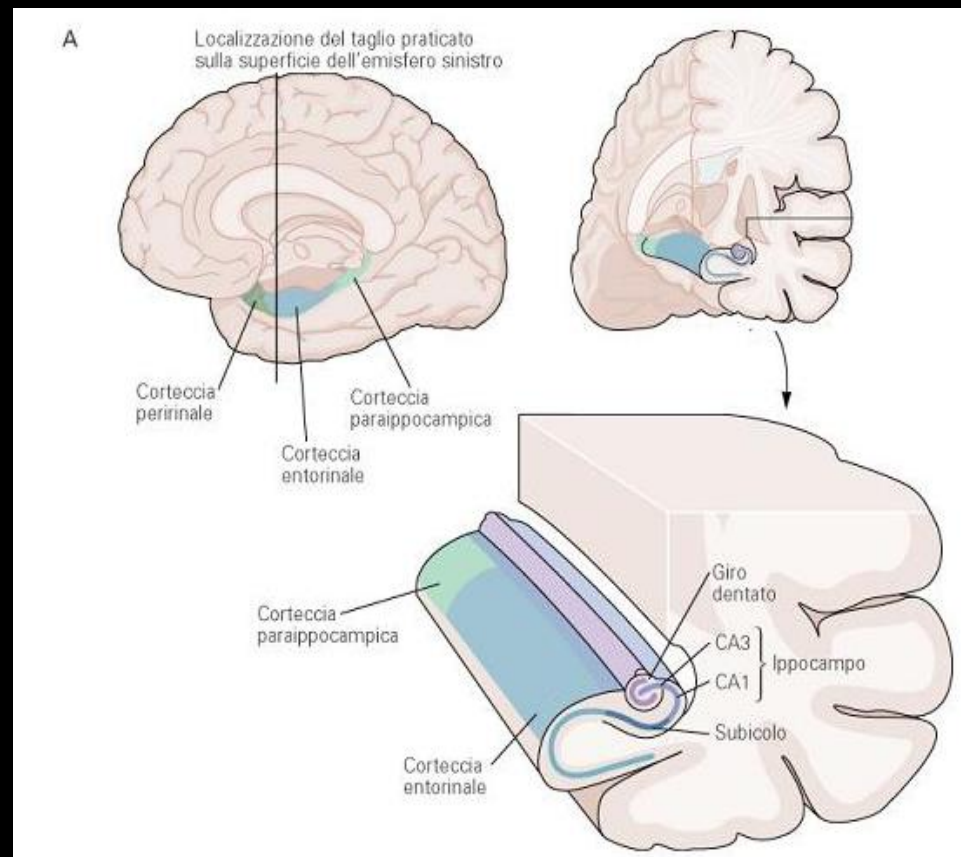 A
Localizzazione del taglio praticato
sulla superficie dell'emisfero sinistro
Corteccia
peririnale
Corteccia
entorinale
Corteccia
paraippocampica
Giro
dentato
CA3
CA1
Ippocampo
Subicolo
Corteccia
paraippocampica
Corteccia
entorinale